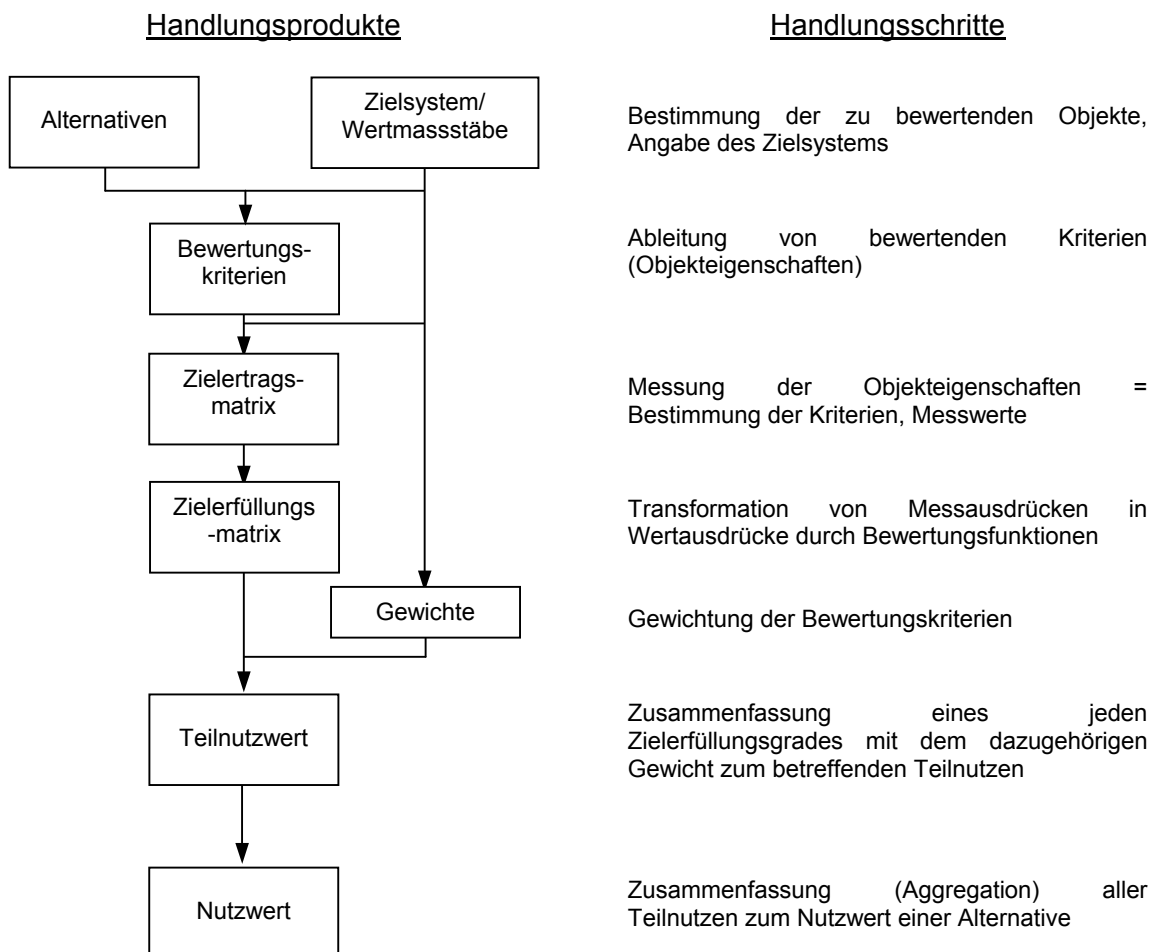 Handlungsprodukte
Handlungsschritte
Alternativen
Zielsystem/
Wertmassstäbe
Bestimmung der zu bewertenden Objekte,
Angabe des Zielsystems
Bewertungs-
kriterien
Ableitung von bewertenden Kriterien
(Objekteigenschaften)
Zielertrags-
matrix
Messung der Objekteigenschaften =
Bestimmung der Kriterien, Messwerte
Zielerfüllungs
-matrix
Transformation von Messausdrücken in
Wertausdrücke durch Bewertungsfunktionen
Gewichte
Gewichtung der Bewertungskriterien
Teilnutzwert
Zusammenfassung eines jeden
Zielerfüllungsgrades mit dem dazugehörigen
Gewicht zum betreffenden Teilnutzen
Nutzwert
Zusammenfassung (Aggregation) aller
Teilnutzen zum Nutzwert einer Alternative